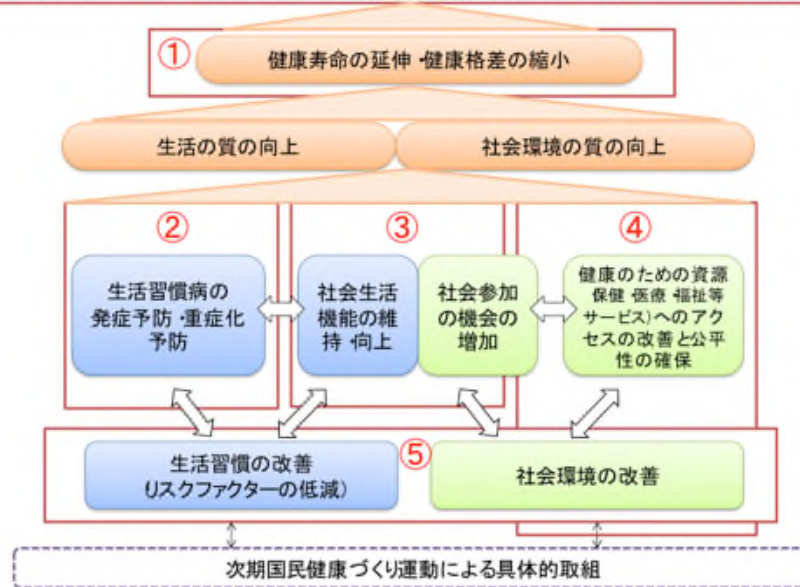 ①
健康寿命の延伸・健康格差の縮小
生活の質の向上
社会環境の質の向上
②
生活習慣病の
発症予防・重症化
予防
③
社会生活
機能の維
持・向上
社会参加
の機会の
増加
④
健康のための資源
保健・医療・福祉等
サービス)へのアク
セスの改善と公平
性の確保
⑤
生活習慣の改善
(リスクファクターの低減)
社会環境の改善
次期国民健康づくり運動による具体的取組